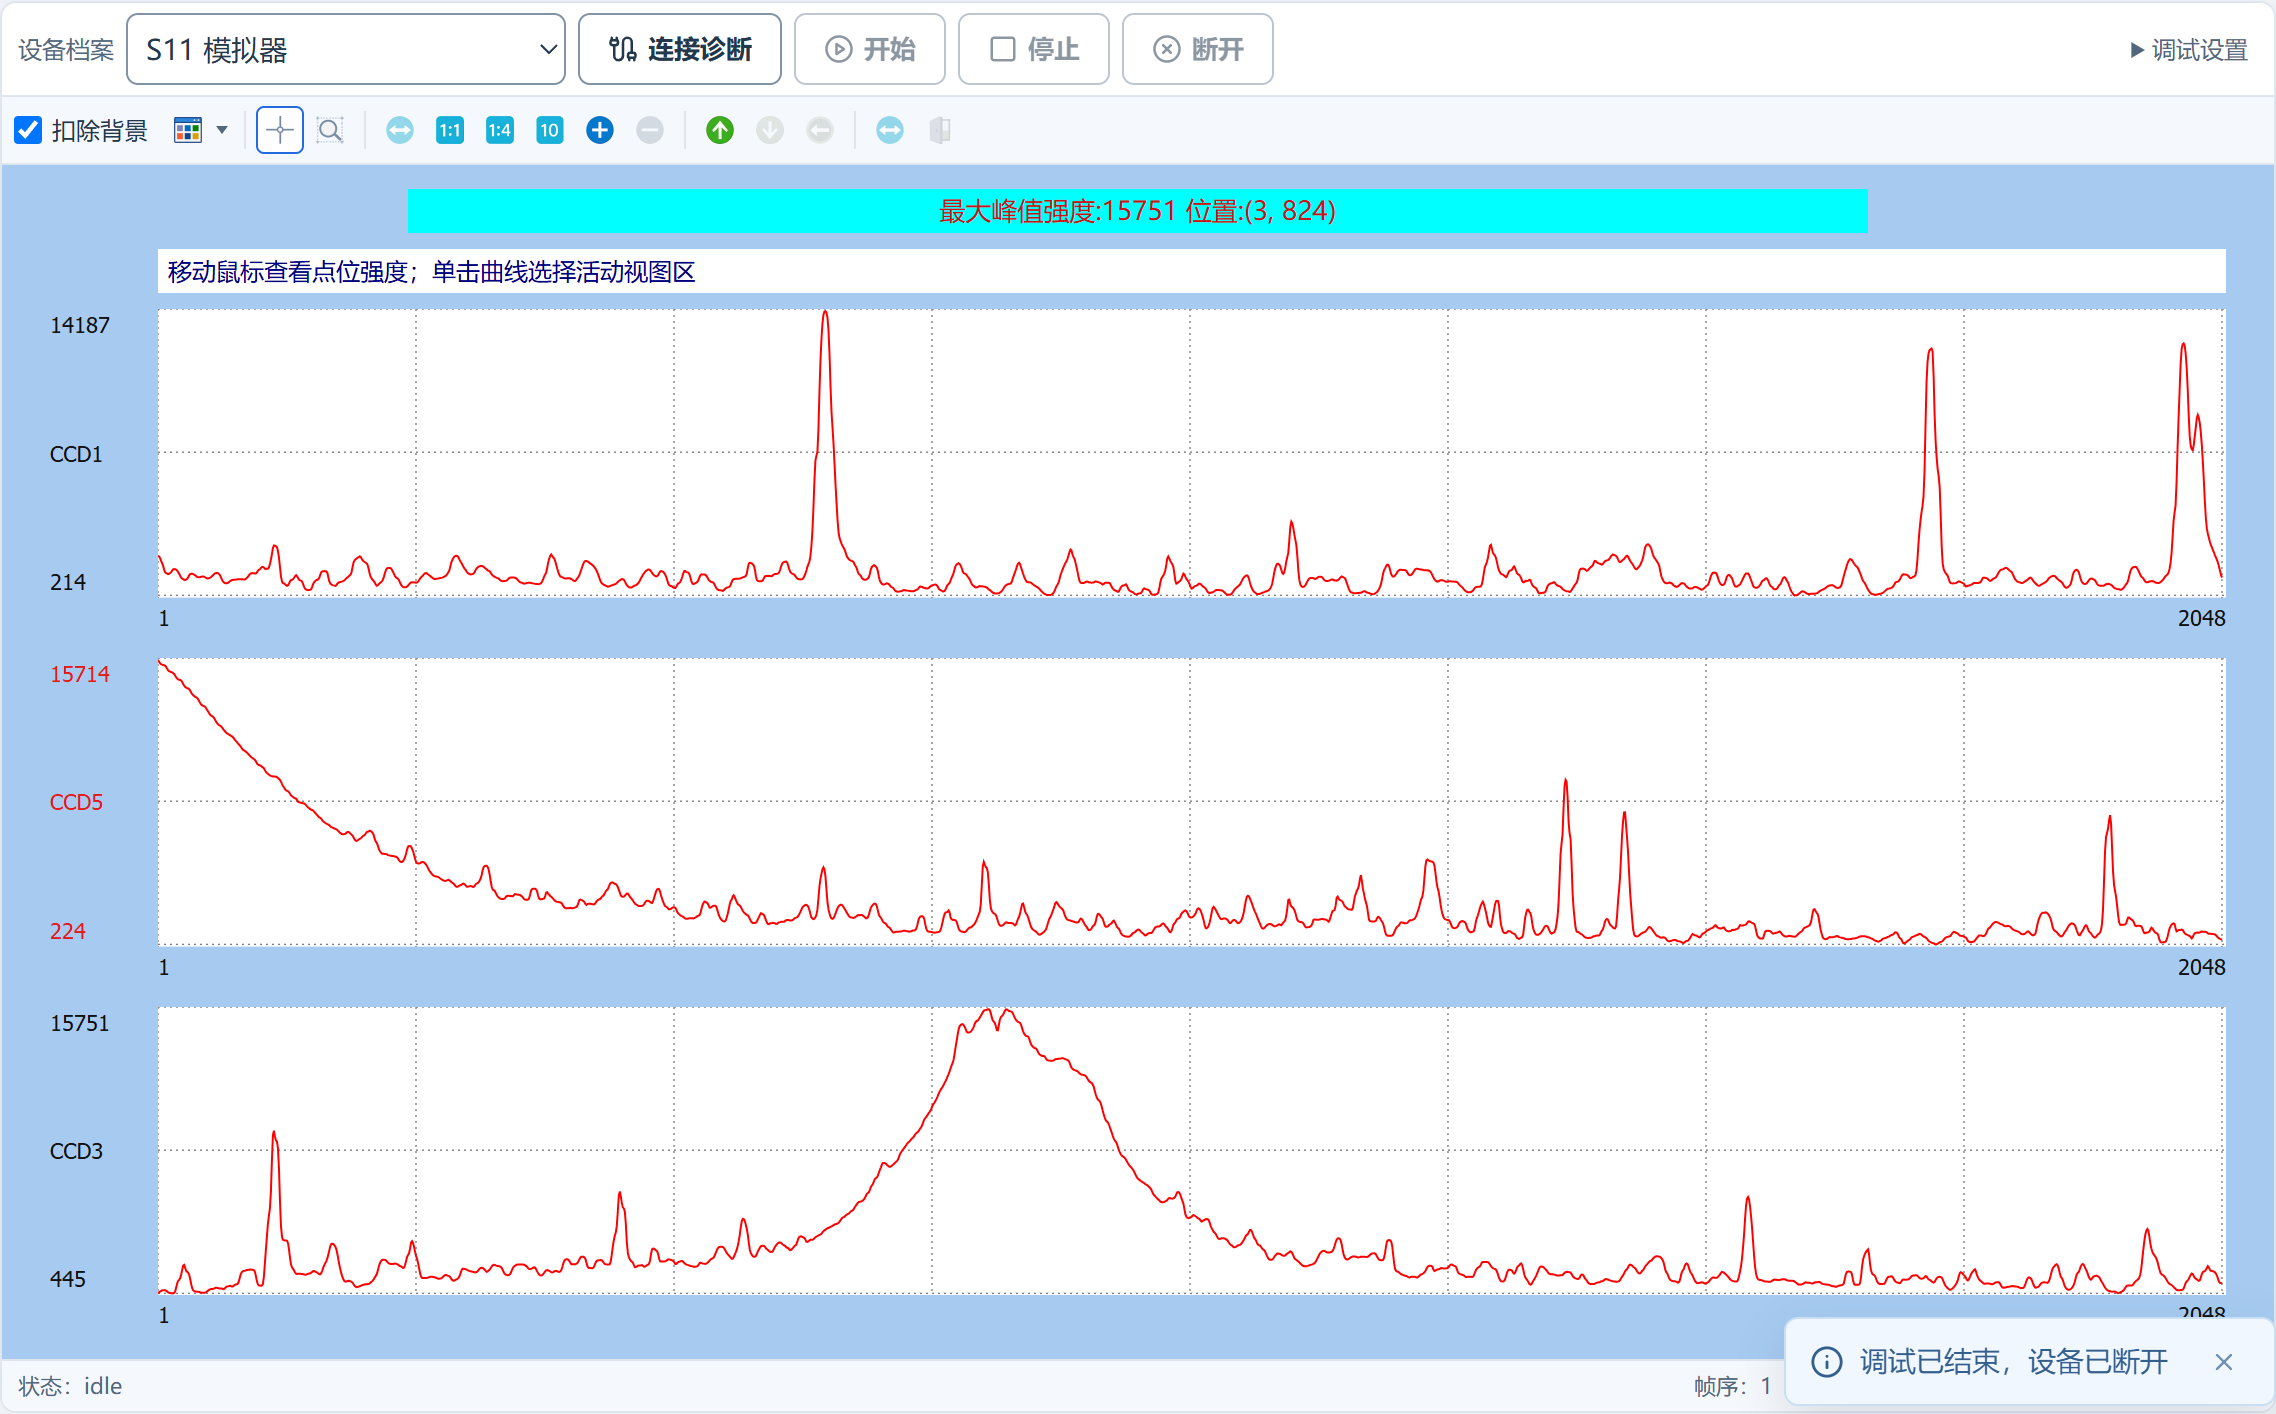 设备档案 S11 模拟器 连接诊断 开始 停止 断开 调试设置
扣除背景 1:1 1:4 10
最大峰值强度:15751 位置:(3, 824)
移动鼠标查看点位强度；单击曲线选择活动视图区
14187
CCD1
214
1 2048
15714
CCD5
224
1 2048
15751
CCD3
445
1 2048
调试已结束，设备已断开
状态：idle 帧序：1